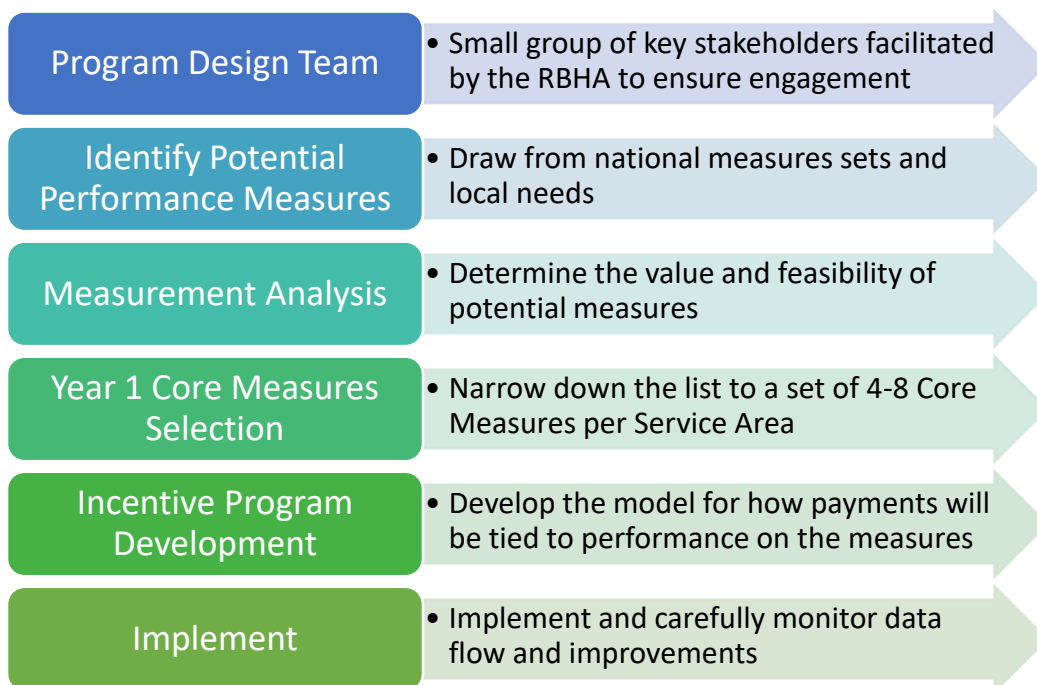 Program Design Team
• Small group of key stakeholders facilitated
by the RBHA to ensure engagement
Identify Potential
Performance Measures
• Draw from national measures sets and
local needs
Measurement Analysis
• Determine the value and feasibility of
potential measures
Year 1 Core Measures
Selection
• Narrow down the list to a set of 4-8 Core
Measures per Service Area
Incentive Program
Development
• Develop the model for how payments will
be tied to performance on the measures
Implement
• Implement and carefully monitor data
flow and improvements